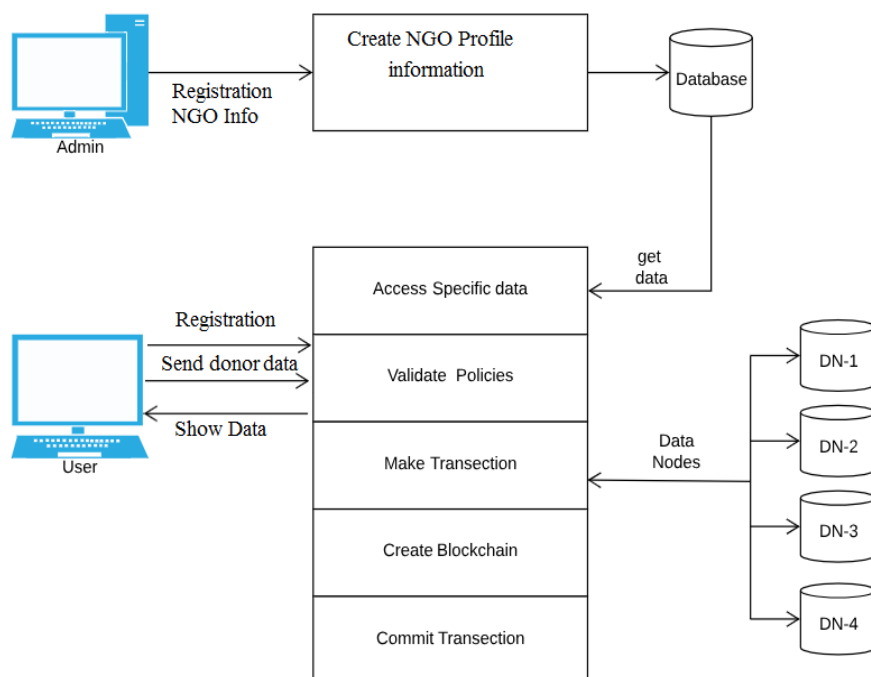 Create NGO Profile
information
Registration
NGO Info
Admin
Database
get
data
Access Specific data
Registration
Send donor data
Show Data
User
Validate Policies
Make Transection
Create Blockchain
Commit Transection
Data
Nodes
DN-1
DN-2
DN-3
DN-4